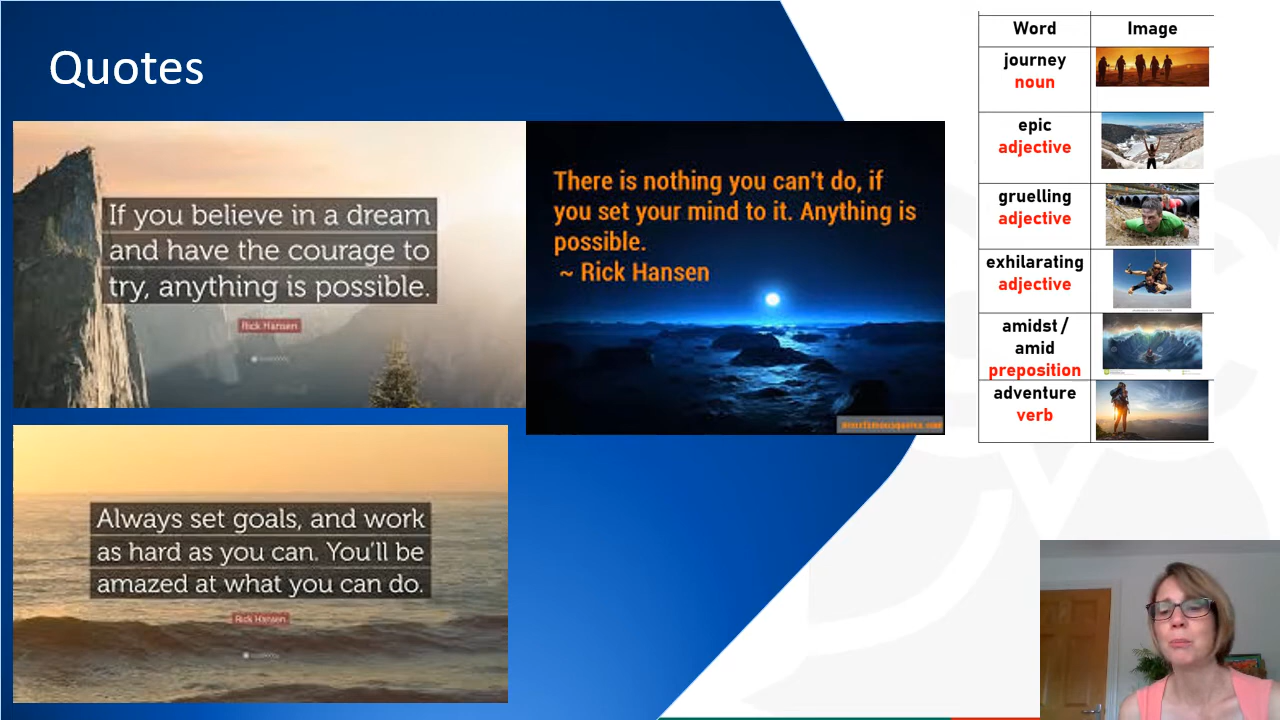 Quotes
If you believe in a dream
and have the courage to
try, anything is possible.
Rick Hansen
There is nothing you can't do, if
you set your mind to it. Anything is
possible.
~ Rick Hansen
Always set goals, and work
as hard as you can. You'll be
amazed at what you can do.
Rick Hansen
Word Image
journey
noun
epic
adjective
gruelling
adjective
exhilarating
adjective
amidst /
amid
preposition
adventure
verb